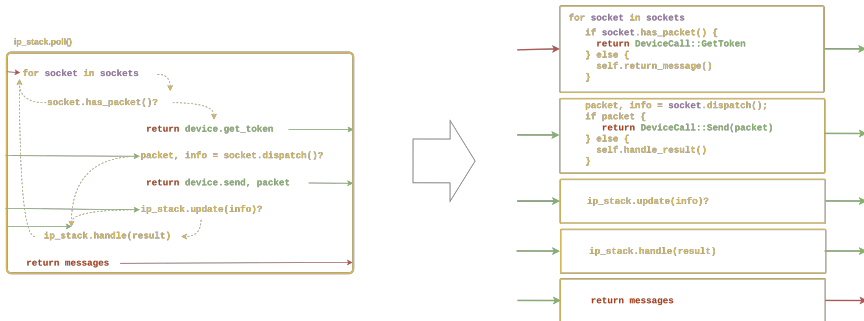 ip_stack.poll()
for socket in sockets
socket.has_packet()?
return device.get_token
packet, info = socket.dispatch()?
return device.send, packet
ip_stack.update(info)?
ip_stack.handle(result)
return messages
for socket in sockets
if socket.has_packet() {
return DeviceCall::GetToken
} else {
self.return_message()
}
packet, info = socket.dispatch();
if packet {
return DeviceCall::Send(packet)
} else {
self.handle_result()
}
ip_stack.update(info)?
ip_stack.handle(result)
return messages